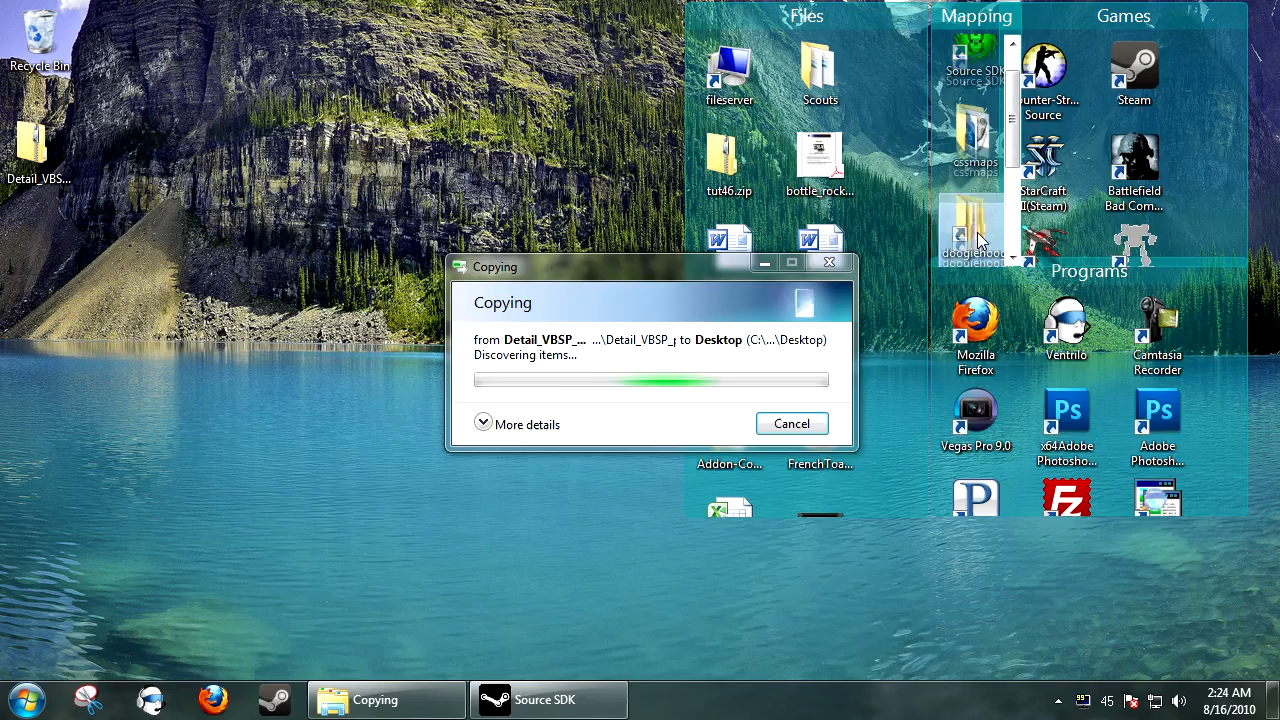 Recycle Bin
Detail_VBS...
Files
fileserver
Scouts
tut46.zip
bottle_rock...
Addon-Co...
FrenchToa...
Mapping
Source SDK
cssmaps
Games
Source
Steam
StarCraft
II(Steam)
Battlefield
Bad Com...
Programs
Mozilla
Firefox
Ventrilo
Camtasia
Recorder
Vegas Pro 9.0
x64Adobe
Photosho...
Adobe
Photosh...
Copying
Copying
from Detail_VBSP_... ...\Detail_VBSP_ to Desktop (C:\...\Desktop)
Discovering items...
More details
Cancel
Copying
Source SDK
45
2:24 AM
8/16/2010